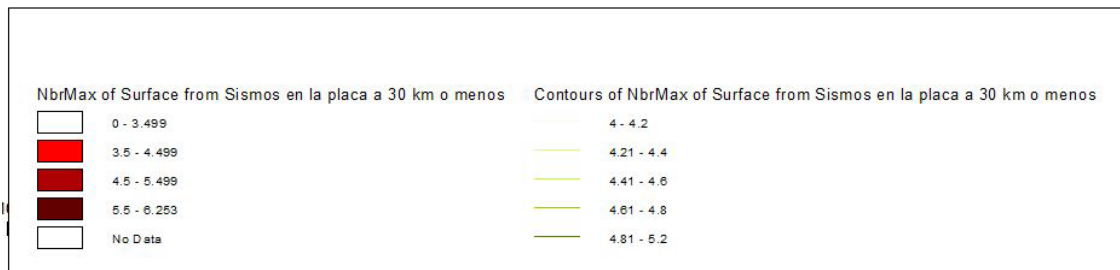 NbrMax of Surface from Sismos en la placa a 30 km o menos
0 - 3.499
3.5 - 4.499
4.5 - 5.499
5.5 - 6.253
No Data
Contours of NbrMax of Surface from Sismos en la placa a 30 km o menos
4 - 4.2
4.21 - 4.4
4.41 - 4.6
4.61 - 4.8
4.81 - 5.2